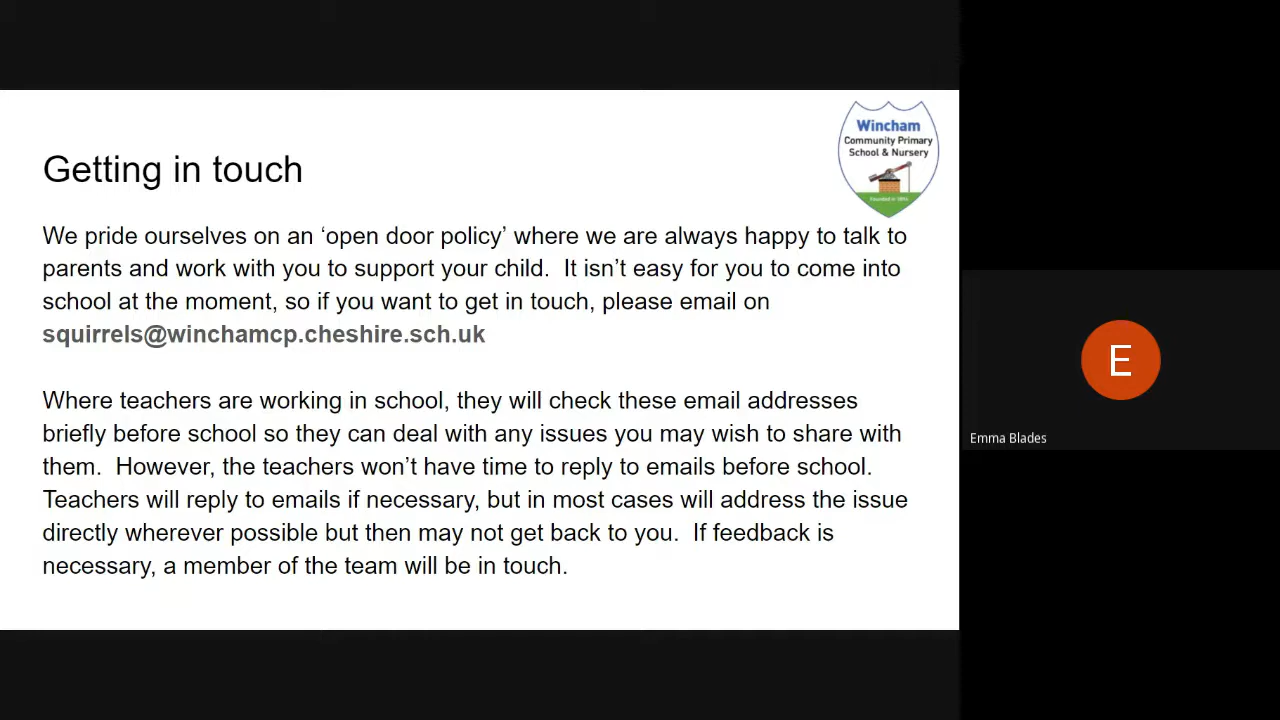 Wincham
Community Primary
School & Nursery
Founded in 1894
Getting in touch
We pride ourselves on an ‘open door policy’ where we are always happy to talk to
parents and work with you to support your child.  It isn’t easy for you to come into
school at the moment, so if you want to get in touch, please email on
squirrels@winchamcp.cheshire.sch.uk
Where teachers are working in school, they will check these email addresses
briefly before school so they can deal with any issues you may wish to share with
them.  However, the teachers won’t have time to reply to emails before school.
Teachers will reply to emails if necessary, but in most cases will address the issue
directly wherever possible but then may not get back to you.  If feedback is
necessary, a member of the team will be in touch.
E
Emma Blades